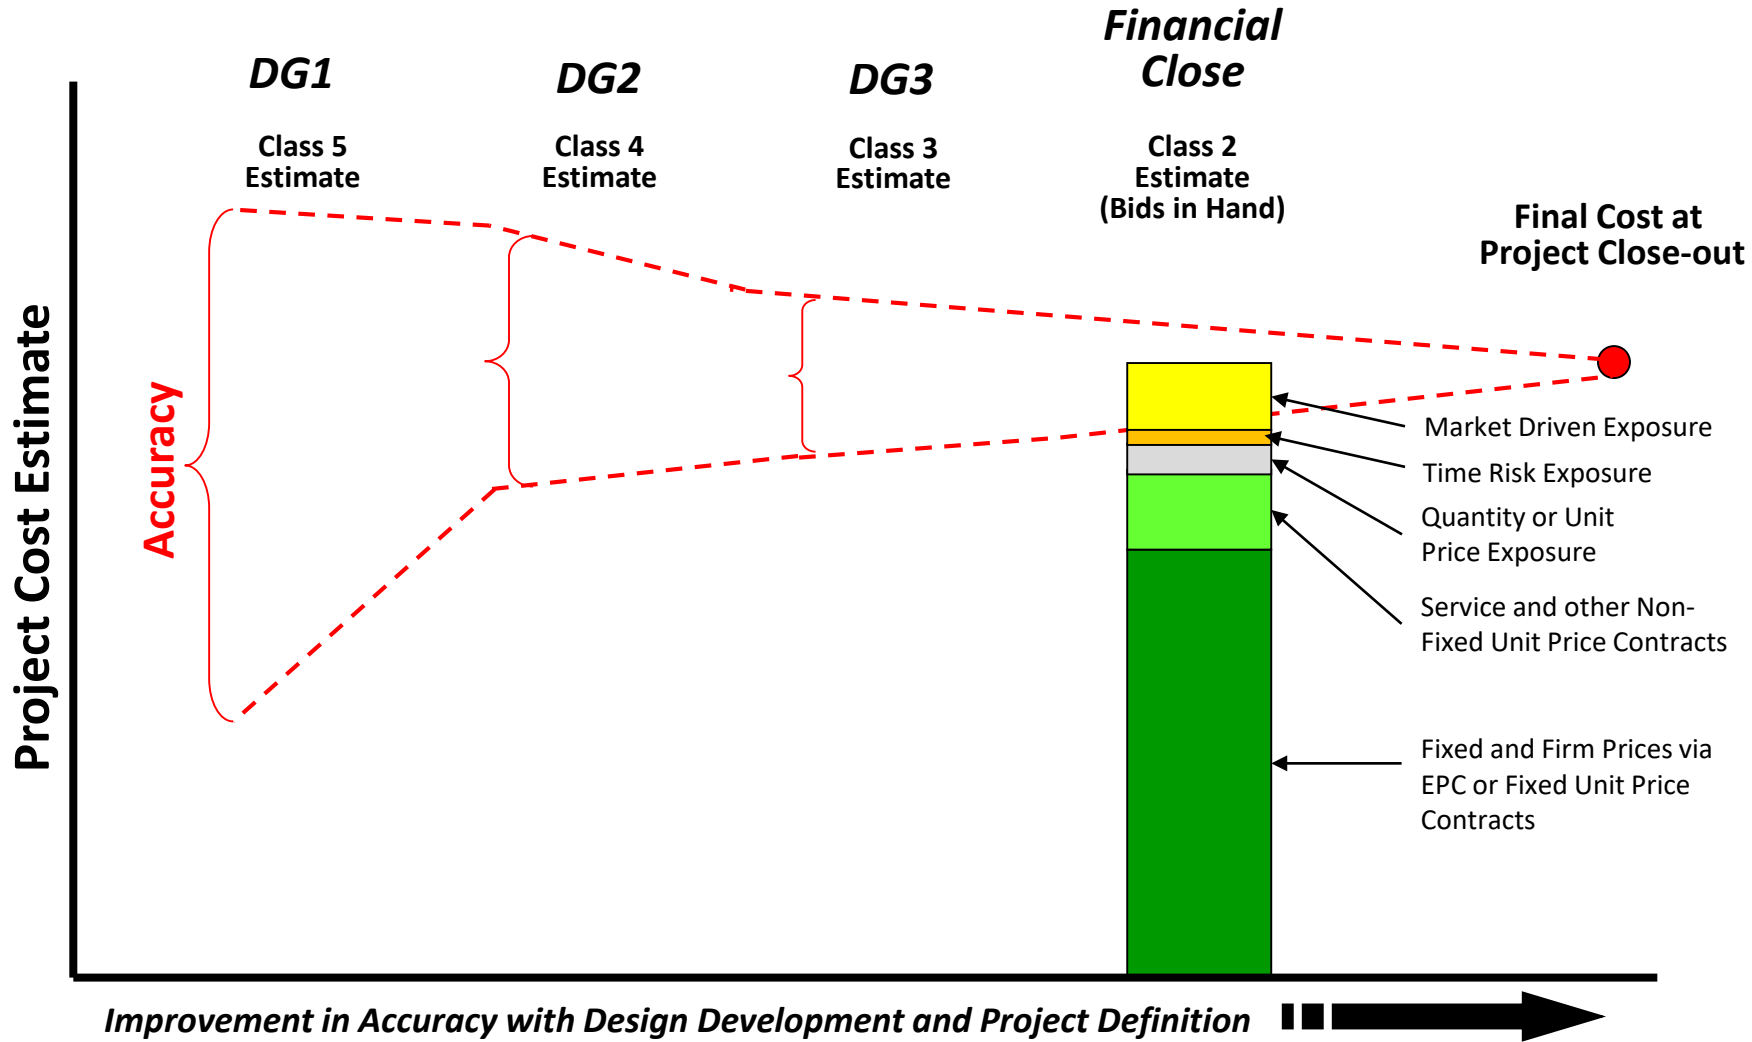 DG1
DG2
DG3
Financial
Close
Class 5
Estimate
Class 4
Estimate
Class 3
Estimate
Class 2
Estimate
(Bids in Hand)
Final Cost at
Project Close-out
Project Cost Estimate
Accuracy
Market Driven Exposure
Time Risk Exposure
Quantity or Unit
Price Exposure
Service and other Non-
Fixed Unit Price Contracts
Fixed and Firm Prices via
EPC or Fixed Unit Price
Contracts
Improvement in Accuracy with Design Development and Project Definition